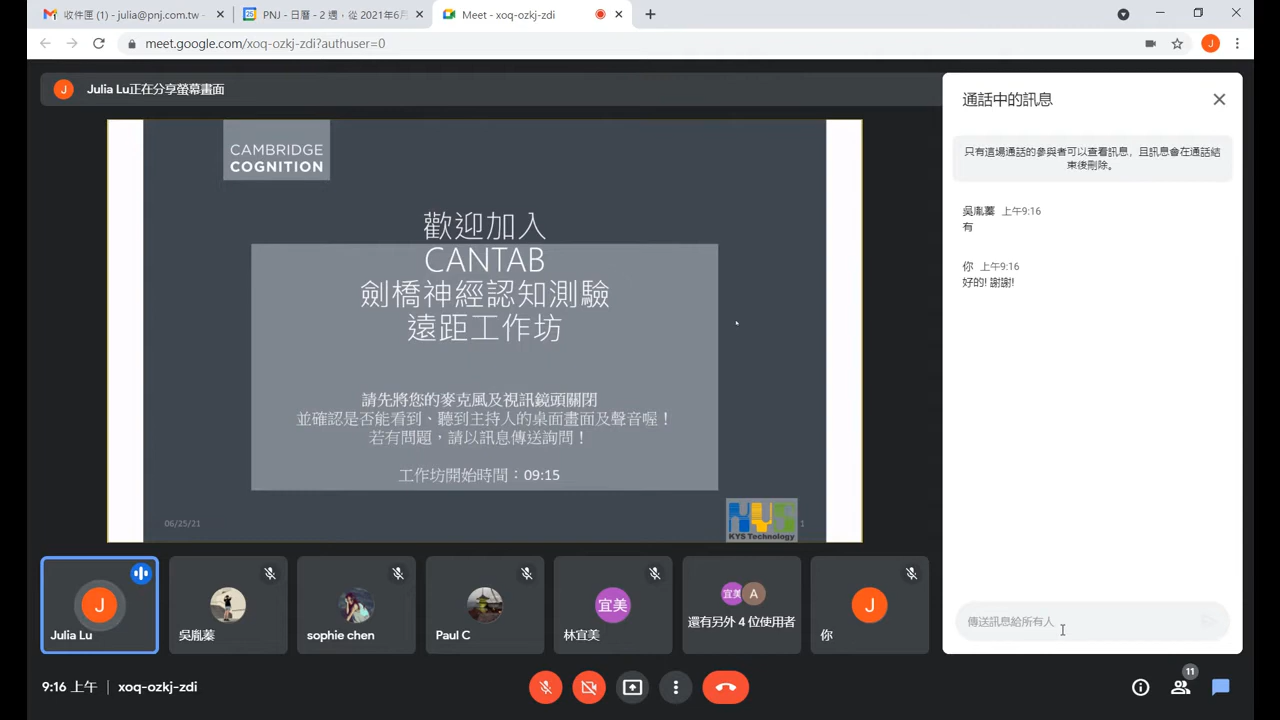 收件匣 (1) - julia@pnj.com.tw -
PNJ - 日曆 - 2 週，從 2021年6月
Meet - xoq-ozkj-zdi
meet.google.com/xoq-ozkj-zdi?authuser=0
J
J
Julia Lu正在分享螢幕畫面
CAMBRIDGE
COGNITION
歡迎加入
CANTAB
劍橋神經認知測驗
遠距工作坊
請先將您的麥克風及視訊鏡頭關閉
並確認是否能看到、聽到主持人的桌面畫面及聲音喔！
若有問題，請以訊息傳送詢問！
工作坊開始時間：09:15
06/25/21
KYS Technology
1
通話中的訊息
只有這場通話的參與者可以查看訊息，且訊息會在通話結
束後刪除。
吳胤蓁 上午9:16
有
你 上午9:16
好的! 謝謝!
傳送訊息給所有人
J
Julia Lu
吳胤蓁
sophie chen
Paul C
宜美
林宜美
宜美 A
還有另外 4 位使用者
J
你
9:16 上午 | xoq-ozkj-zdi
11